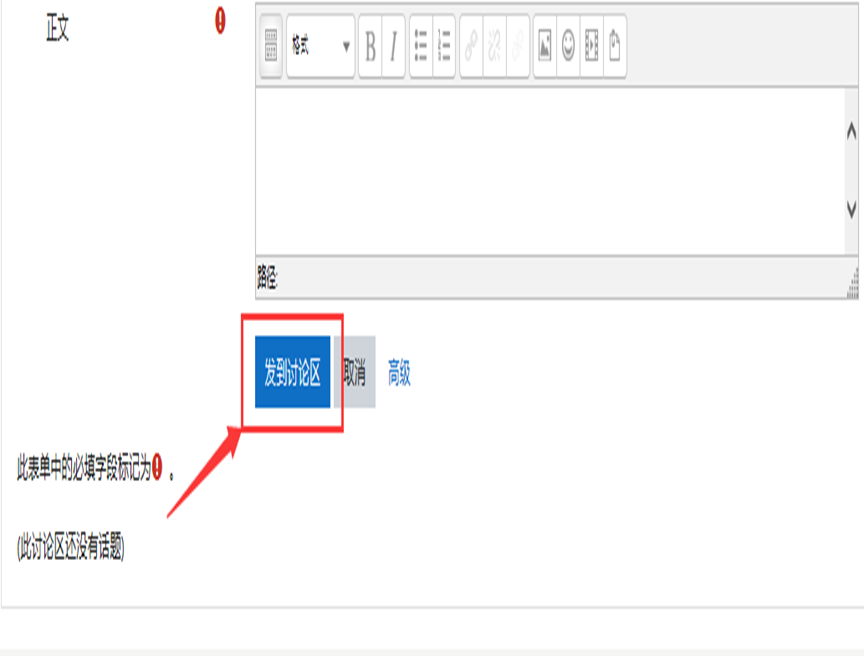 正文
格式 B I
路径:
发到讨论区 取消 高级
此表单中的必填字段标记为 。
(此讨论区还没有话题)